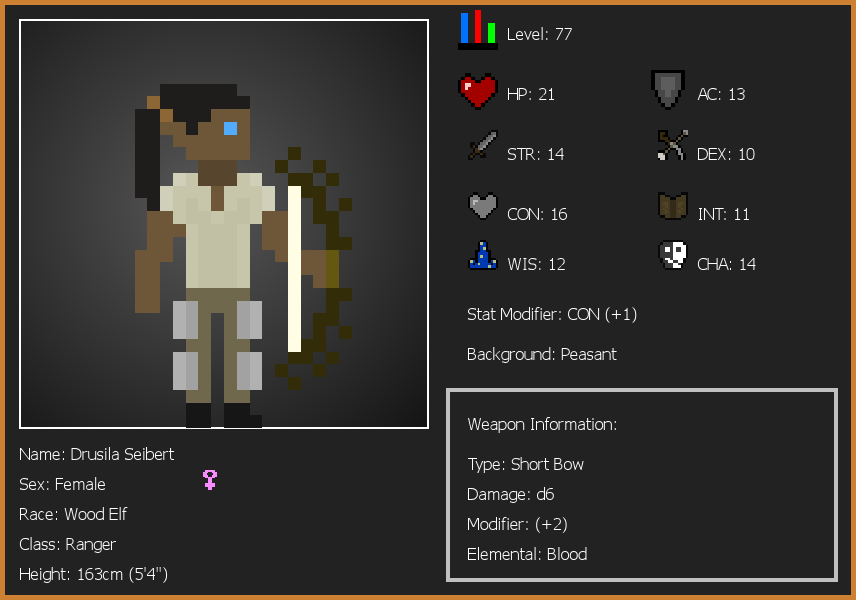 Level: 77
HP: 21
AC: 13
STR: 14
DEX: 10
CON: 16
INT: 11
WIS: 12
CHA: 14
Stat Modifier: CON (+1)
Background: Peasant
Weapon Information:
Type: Short Bow
Damage: d6
Modifier: (+2)
Elemental: Blood
Name: Drusila Seibert
Sex: Female
Race: Wood Elf
Class: Ranger
Height: 163cm (5'4")